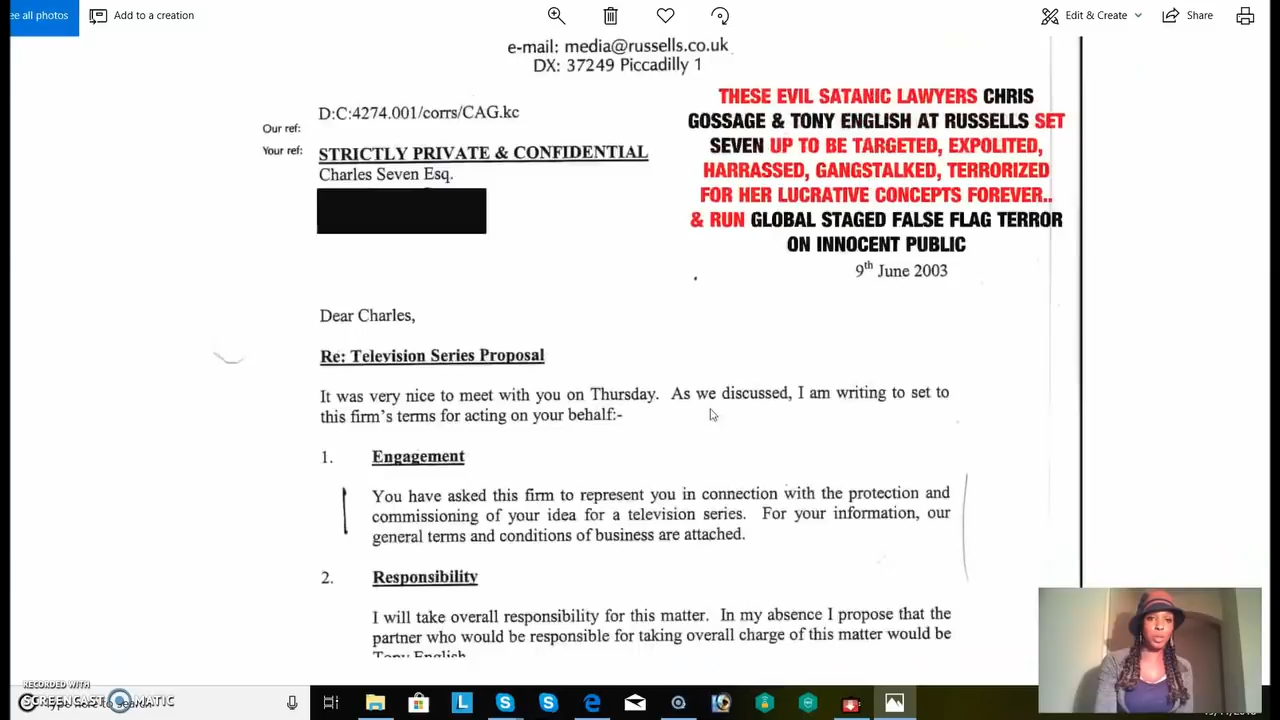 ee all photos
Add to a creation
Edit & Create
Share
e-mail: media@russells.co.uk
DX: 37249 Piccadilly 1
D:C:4274.001/corrs/CAG.kc
Our ref:
Your ref:
STRICTLY PRIVATE & CONFIDENTIAL
Charles Seven Esq.
THESE EVIL SATANIC LAWYERS CHRIS
GOSSAGE & TONY ENGLISH AT RUSSELLS SET
SEVEN UP TO BE TARGETED, EXPOLITED,
HARRASSED, GANGSTALKED, TERRORIZED
FOR HER LUCRATIVE CONCEPTS FOREVER..
& RUN GLOBAL STAGED FALSE FLAG TERROR
ON INNOCENT PUBLIC
9th June 2003
Dear Charles,
Re: Television Series Proposal
It was very nice to meet with you on Thursday. As we discussed, I am writing to set to
this firm's terms for acting on your behalf:-
1. Engagement
You have asked this firm to represent you in connection with the protection and
commissioning of your idea for a television series. For your information, our
general terms and conditions of business are attached.
2. Responsibility
I will take overall responsibility for this matter. In my absence I propose that the
partner who would be responsible for taking overall charge of this matter would be
Tony English.
RECORDED WITH
SCREENCAST MATIC